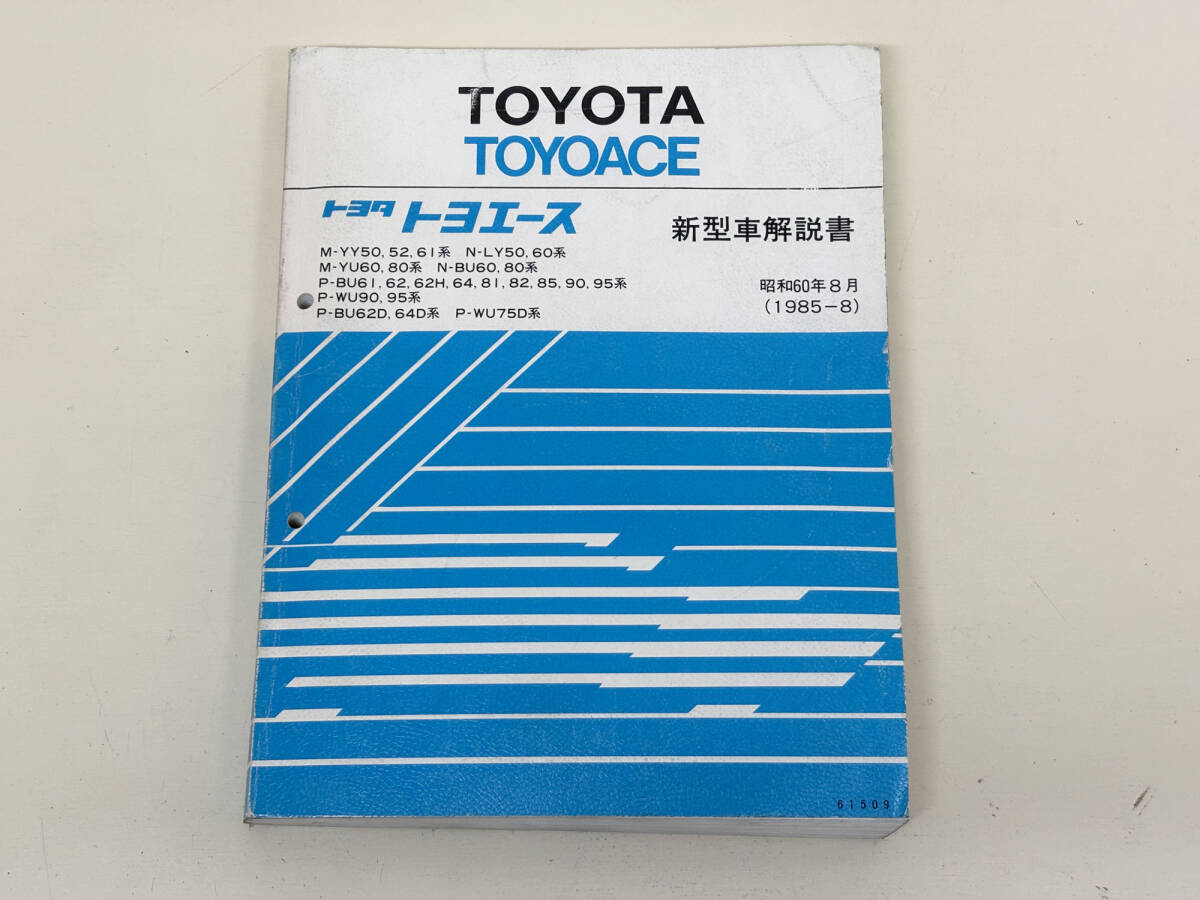 TOYOTA
TOYOACE
トヨタ トヨエース
新型車解説書
M-YY50, 52, 61系 N-LY50, 60系
M-YU60, 80系 N-BU60, 80系
P-BU61, 62, 62H, 64, 81, 82, 85. 90, 95系
P-WU90, 95系
P-BU62D, 64D系 P-WU75D系
昭和60年8月
(1985-8)
61509